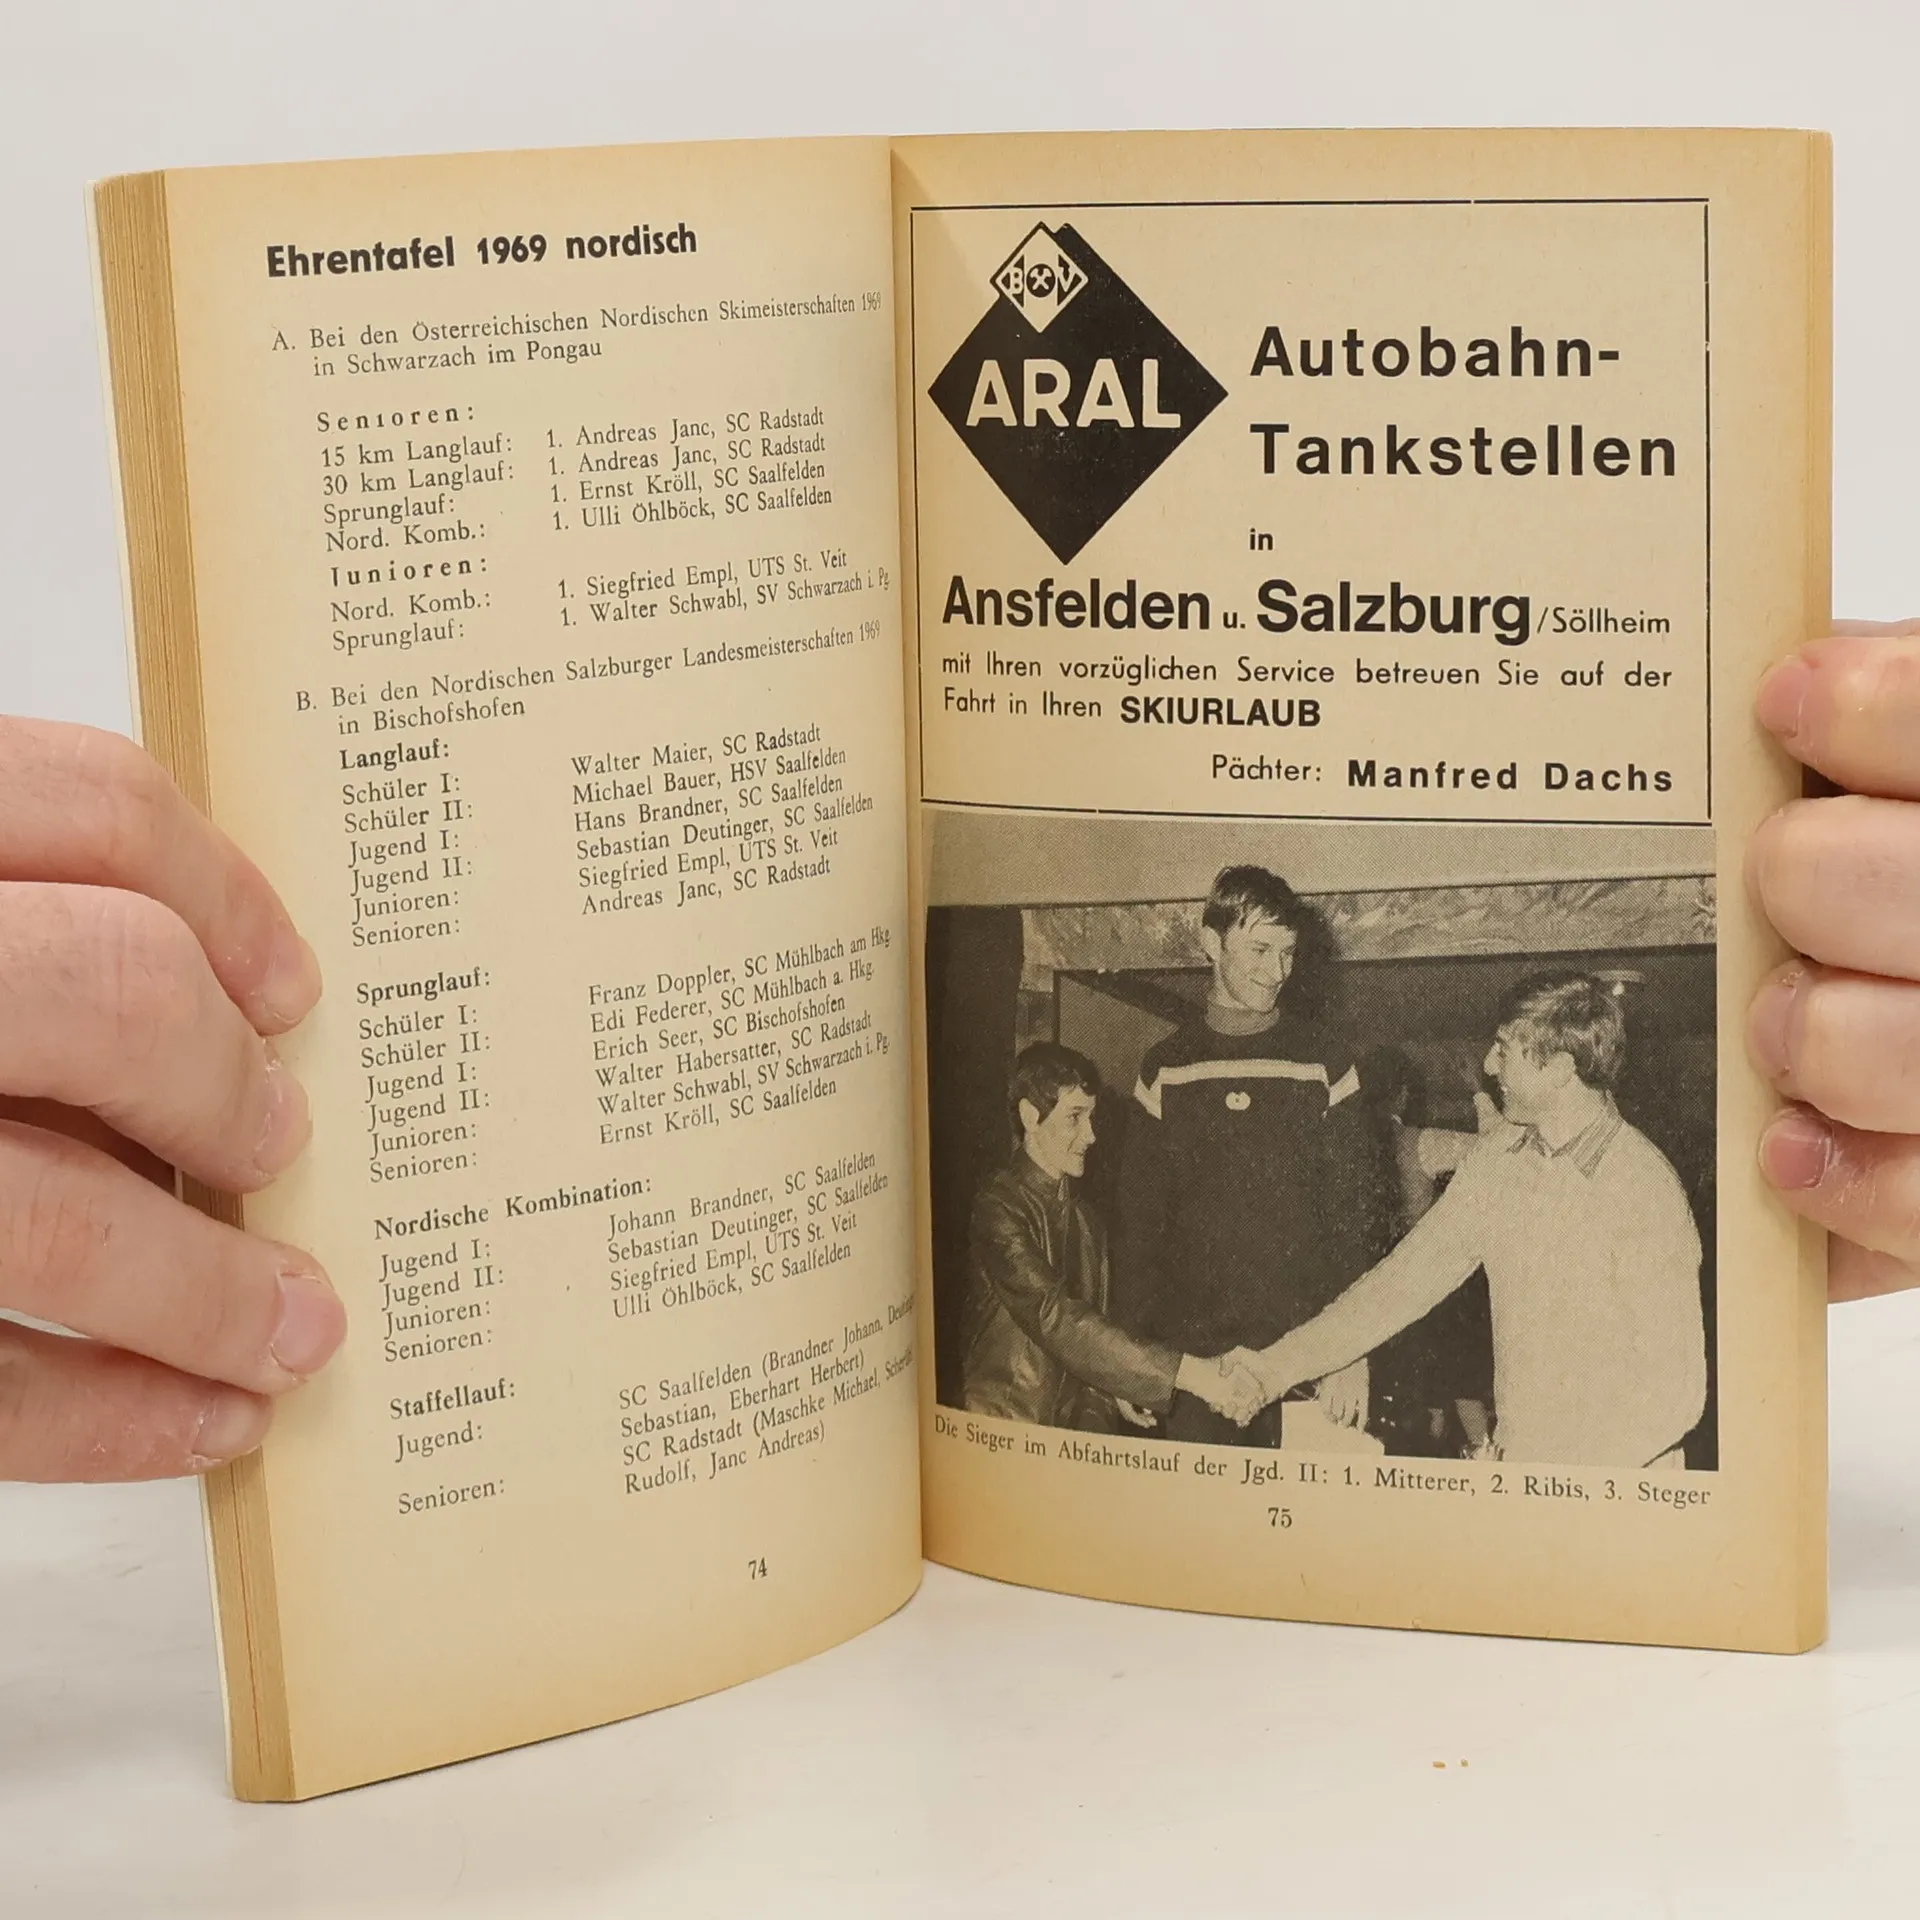 Ehrentafel 1969 nordisch
A. Bei den Österreichischen Nordischen Skimeisterschaften 1969
in Schwarzach im Pongau
Senioren:
15 km Langlauf: 1. Andreas Janc, SC Radstadt
30 km Langlauf: 1. Andreas Janc, SC Radstadt
Sprunglauf: 1. Ernst Kröll, SC Saalfelden
Nord. Komb.: 1. Ulli Öhlböck, SC Saalfelden
Junioren:
Nord. Komb.: 1. Siegfried Empl, UTS St. Veit
Sprunglauf: 1. Walter Schwabl, SV Schwarzach i. Pg.
B. Bei den Nordischen Salzburger Landesmeisterschaften 1969
in Bischofshofen
Langlauf:
Schüler I: Walter Maier, SC Radstadt
Schüler II: Michael Bauer, HSV Saalfelden
Jugend I: Hans Brandner, SC Saalfelden
Jugend II: Sebastian Deutinger, SC Saalfelden
Junioren: Siegfried Empl, UTS St. Veit
Senioren: Andreas Janc, SC Radstadt
Sprunglauf:
Schüler I: Franz Doppler, SC Mühlbach am Hkg.
Schüler II: Edi Federer, SC Mühlbach a. Hkg.
Jugend I: Erich Seer, SC Bischofshofen
Jugend II: Walter Habersatter, SC Radstadt
Junioren: Walter Schwabl, SV Schwarzach i. Pg.
Senioren: Ernst Kröll, SC Saalfelden
Nordische Kombination:
Jugend I: Johann Brandner, SC Saalfelden
Jugend II: Sebastian Deutinger, SC Saalfelden
Junioren: Siegfried Empl, UTS St. Veit
Senioren: Ulli Öhlböck, SC Saalfelden
Staffellauf:
Jugend: SC Saalfelden (Brandner Johann,
Sebastian, Eberhart Herbert)
Senioren: SC Radstadt (Maschke Michael,
Rudolf, Janc Andreas)
74
B V
ARAL
Autobahn-
Tankstellen
in
Ansfelden u. Salzburg/Söllheim
mit Ihren vorzüglichen Service betreuen Sie auf der
Fahrt in Ihren SKIURLAUB
Pächter: Manfred Dachs
Die Sieger im Abfahrtslauf der Jgd. II: 1. Mitterer, 2. Ribis, 3. Steger
75